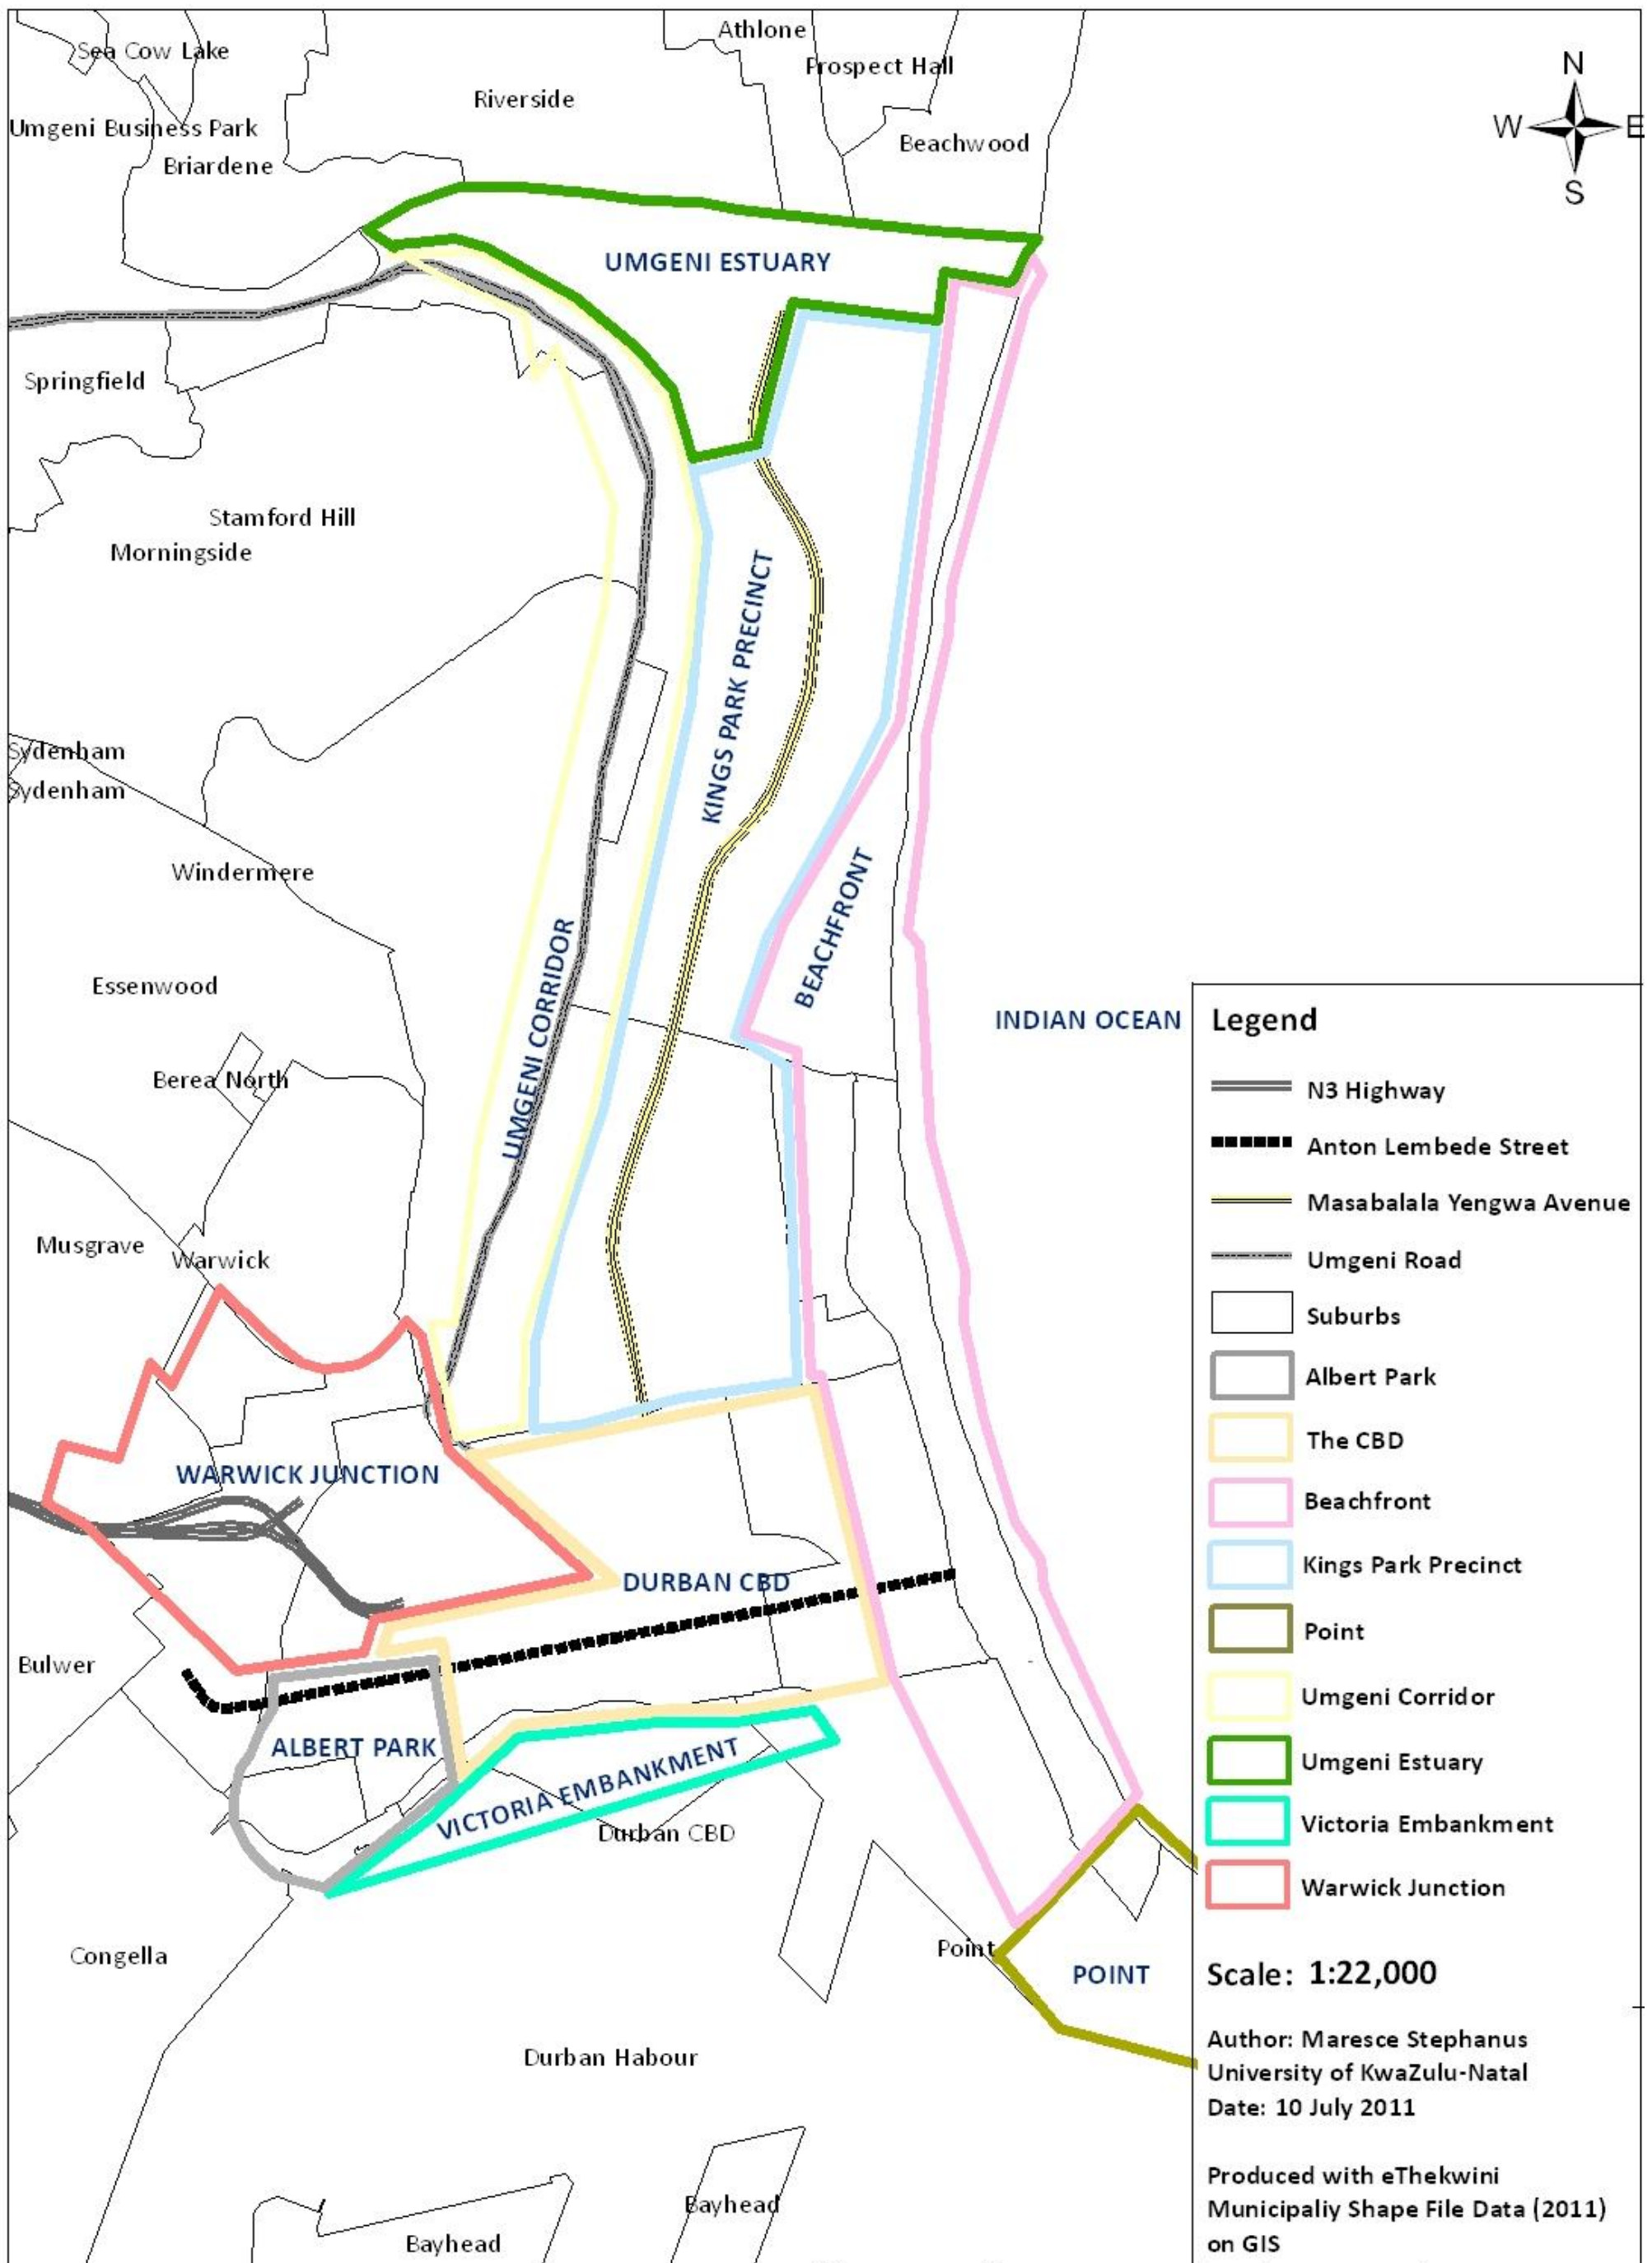 Athlone
Sea Cow Lake
Prospect Hall
N
Riverside
Umgeni Business Park
W
E
Beachwood
Briardene
S
UMGENI ESTUARY
Springfield
Stamford Hill
Morningside
KINGS PARK PRECINCT
Sydenham
Sydenham
Windermere
BEACHFRONT
UMGENI CORRIDOR
Essenwood
INDIAN OCEAN
Berea North
Musgrave
Warwick
WARWICK JUNCTION
DURBAN CBD
Bulwer
ALBERT PARK
VICTORIA EMBANKMENT
Durban CBD
Point
POINT
Congella
Durban Habour
Bayhead
Bayhead
Legend
N3 Highway
Anton Lembede Street
Masabalala Yengwa Avenue
Umgeni Road
Suburbs
Albert Park
The CBD
Beachfront
Kings Park Precinct
Point
Umgeni Corridor
Umgeni Estuary
Victoria Embankment
Warwick Junction
Scale: 1:22,000
Author: Maresce Stephanus
University of KwaZulu-Natal
Date: 10 July 2011
Produced with eThekwini
Municipaliy Shape File Data (2011)
on GIS